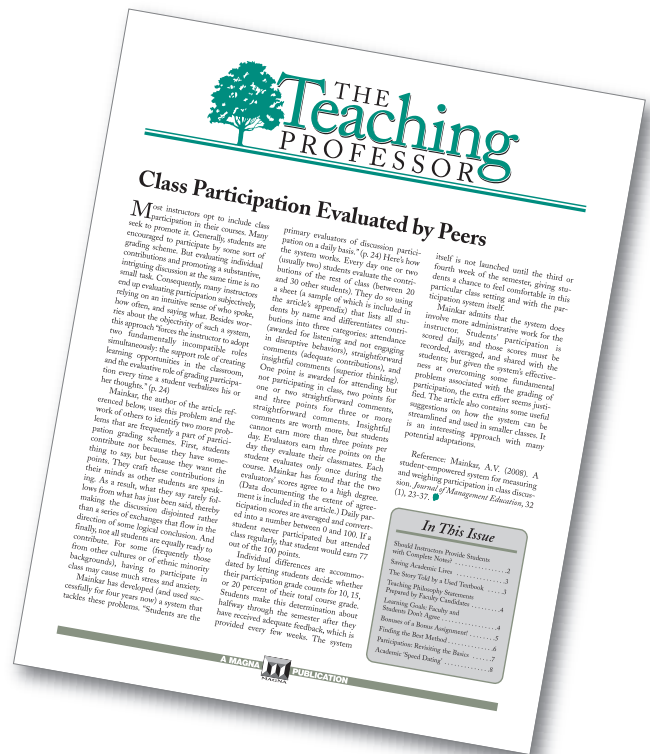 THE
Teaching
PROFESSOR
Class Participation Evaluated by Peers
Most instructors opt to include class
participation in their courses. Many
seek to promote it. Generally, students are
encouraged to participate by some sort of
grading scheme. But evaluating individual
contributions and promoting a substantive,
intriguing discussion at the same time is no
small task. Consequently, many instructors
end up evaluating participation subjectively,
relying on an intuitive sense of who spoke,
how often, and saying what. Besides wor-
ries about the objectivity of such a system,
this approach "forces the instructor to adopt
two fundamentally incompatible roles
simultaneously: the support role of creating
learning opportunities in the classroom,
and the evaluative role of grading participa-
tion every time a student verbalizes his or
her thoughts." (p. 24)
Mainkar, the author of the article ref-
erenced below, uses this problem and the
work of others to identify two more prob-
lems that are frequently a part of partici-
pation grading schemes. First, students
contribute not because they have some-
thing to say, but because they want the
points. They craft these contributions in
their minds as other students are speak-
ing. As a result, what they say rarely fol-
lows from what has just been said, thereby
making the discussion disjointed rather
than a series of exchanges that flow in the
direction of some logical conclusion. And
finally, not all students are equally ready to
contribute. For some (frequently those
from other cultures or of ethnic minority
backgrounds), having to participate in
class may cause much stress and anxiety.
Mainkar has developed (and used suc-
cessfully for four years now) a system that
tackles these problems. "Students are the
primary evaluators of discussion partici-
pation on a daily basis." (p. 24) Here's how
the system works. Every day one or two
(usually two) students evaluate the contri-
butions of the rest of class (between 20
and 30 other students). They do so using
a sheet (a sample of which is included in
the article's appendix) that lists all stu-
dents by name and differentiates contri-
butions into three categories: attendance
(awarded for listening and not engaging
in disruptive behaviors), straightforward
comments (adequate contributions), and
insightful comments (superior thinking).
One point is awarded for attending but
not participating in class, two points for
one or two straightforward comments,
and three points for three or more
straightforward comments. Insightful
comments are worth more, but students
cannot earn more than three points per
day. Evaluators earn three points on the
day they evaluate their classmates. Each
student evaluates only once during the
course. Mainkar has found that the two
evaluators' scores agree to a high degree.
(Data documenting the extent of agree-
ment is included in the article.) Daily par-
ticipation scores are averaged and convert-
ed into a number between 0 and 100. If a
student never participated but attended
class regularly, that student would earn 77
out of the 100 points.
Individual differences are accommo-
dated by letting students decide whether
their participation grade counts for 10, 15,
or 20 percent of their total course grade.
Students make this determination about
halfway through the semester after they
have received adequate feedback, which is
provided every few weeks. The system
itself is not launched until the third or
fourth week of the semester, giving stu-
dents a chance to feel comfortable in this
particular class setting and with the par-
ticipation system itself.
Mainkar admits that the system does
involve more administrative work for the
instructor. Students' participation is
scored daily, and those scores must be
recorded, averaged, and shared with the
students; but given the system's effective-
ness at overcoming some fundamental
problems associated with the grading of
participation, the extra effort seems justi-
fied. The article also contains some useful
suggestions on how the system can be
streamlined and used in smaller classes. It
is an interesting approach with many
potential adaptations.
Reference: Mainkar, A.V. (2008). A
student-empowered system for measuring
and weighing participation in class discus-
sion. Journal of Management Education, 32
(1), 23-37.
In This Issue
Should Instructors Provide Students
with Complete Notes? . . . . . . . . . . . . .2
Saving Academic Lives . . . . . . . . . . . . .3
The Story Told by a Used Textbook . . . . .3
Teaching Philosophy Statements
Prepared by Faculty Candidates . . . . . . .4
Learning Goals: Faculty and
Students Don't Agree . . . . . . . . . . . . .4
Bonuses of a Bonus Assignment! . . . . . . .5
Finding the Best Method . . . . . . . . . . . .6
Participation: Revisiting the Basics . . . . .7
Academic 'Speed Dating' . . . . . . . . . . . .8
A MAGNA PUBLICATION
MAGNA